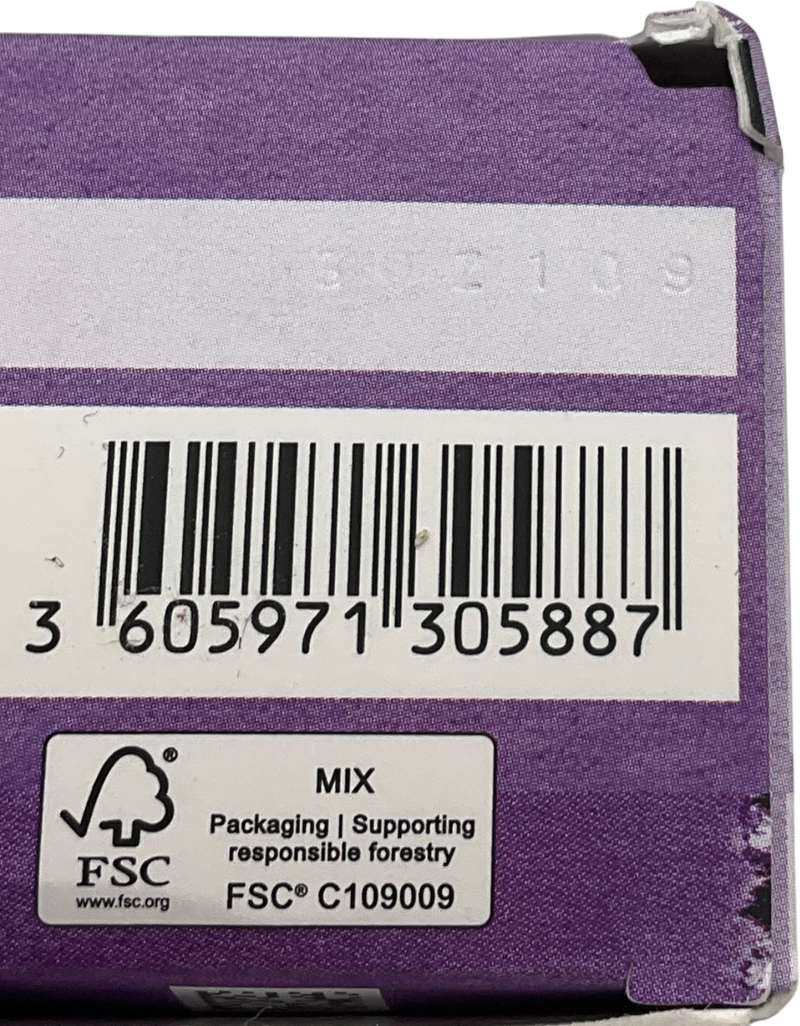 302109
3 605971 305887
®
MIX
Packaging | Supporting
responsible forestry
FSC
www.fsc.org
FSC® C109009